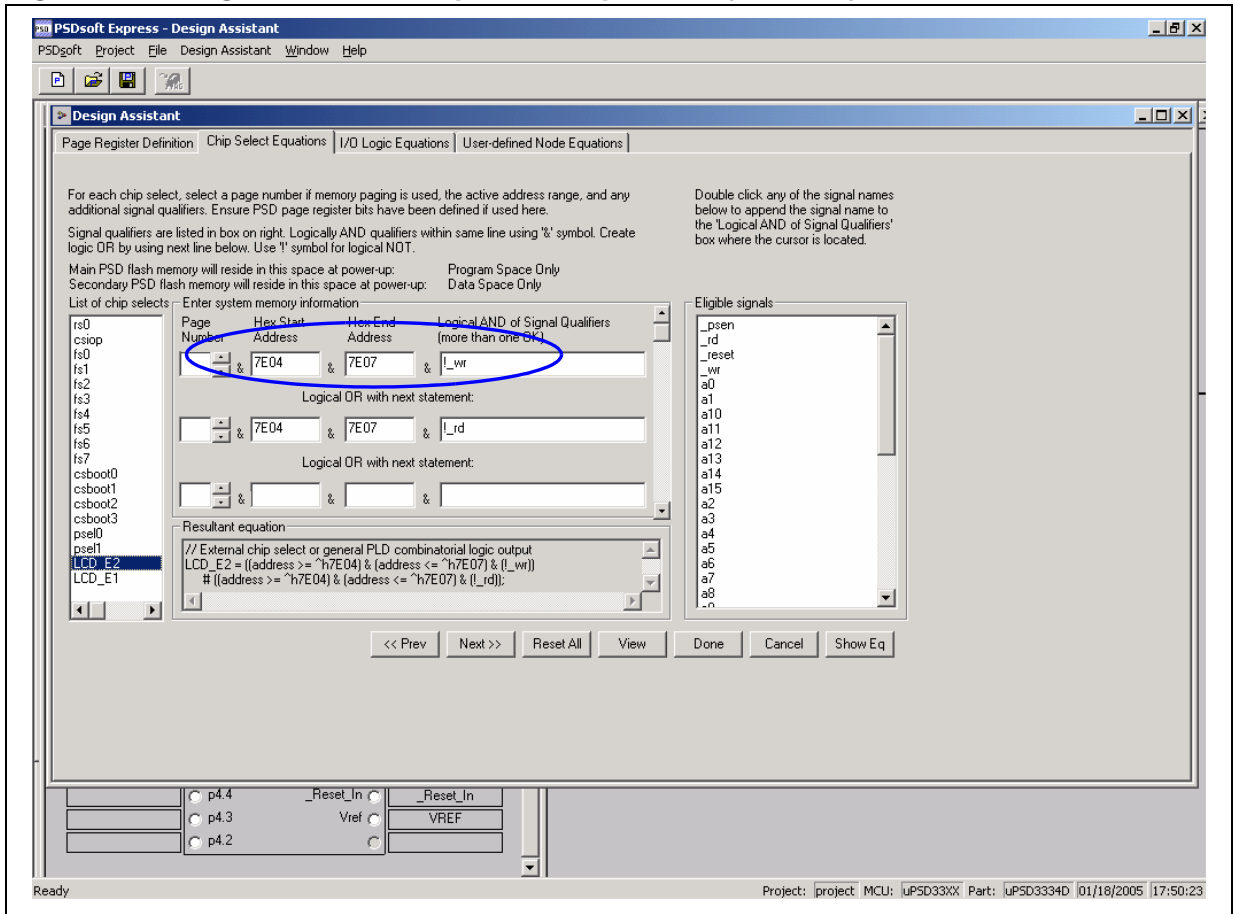 PSDsoft Express - Design Assistant
PSDsoft Project File Design Assistant Window Help
Design Assistant
Page Register Definition Chip Select Equations I/O Logic Equations User-defined Node Equations
For each chip select, select a page number if memory paging is used, the active address range, and any
additional signal qualifiers. Ensure PSD page register bits have been defined if used here.
Signal qualifiers are listed in box on right. Logically AND qualifiers within same line using '&' symbol. Create
logic OR by using next line below. Use '!' symbol for logical NOT.
Main PSD flash memory will reside in this space at power-up: Program Space Only
Secondary PSD flash memory will reside in this space at power-up: Data Space Only
Double click any of the signal names
below to append the signal name to
the 'Logical AND of Signal Qualifiers'
box where the cursor is located.
List of chip selects
rs0
csiop
fs0
fs1
fs2
fs3
fs4
fs5
fs6
fs7
csboot0
csboot1
csboot2
csboot3
psel0
psel1
LCD_E2
LCD_E1
Enter system memory information
Page Hex Start Hex End Logical AND of Signal Qualifiers
Number Address Address (more than one OK)
& 7E04 & 7E07 & !_wr
Logical OR with next statement:
& 7E04 & 7E07 & !_rd
Logical OR with next statement:
& & &
Resultant equation
// External chip select or general PLD combinatorial logic output
LCD_E2 = ((address >= ^h7E04) & (address <= ^h7E07) & (!_wr))
# ((address >= ^h7E04) & (address <= ^h7E07) & (!_rd));
Eligible signals
_psen
_rd
_reset
_wr
a0
a1
a10
a11
a12
a13
a14
a15
a2
a3
a4
a5
a6
a7
a8
<< Prev Next >> Reset All View Done Cancel Show Eq
p4.4 _Reset_In _Reset_In
p4.3 Vref VREF
p4.2
Ready Project: project MCU: uPSD33XX Part: uPSD3334D 01/18/2005 17:50:23